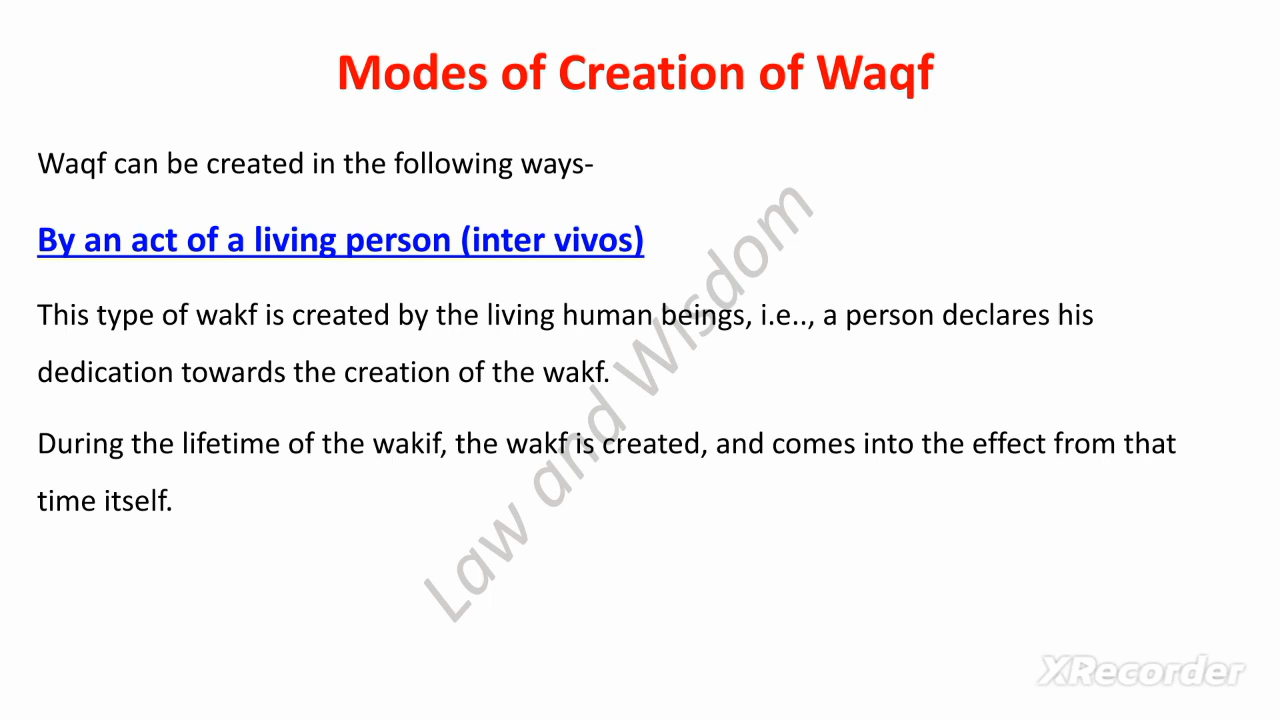 Modes of Creation of Waqf
Waqf can be created in the following ways-
By an act of a living person (inter vivos)
This type of wakf is created by the living human beings, i.e.., a person declares his
dedication towards the creation of the wakf.
During the lifetime of the wakif, the wakf is created, and comes into the effect from that
time itself.
Law and Wisdom
XRecorder